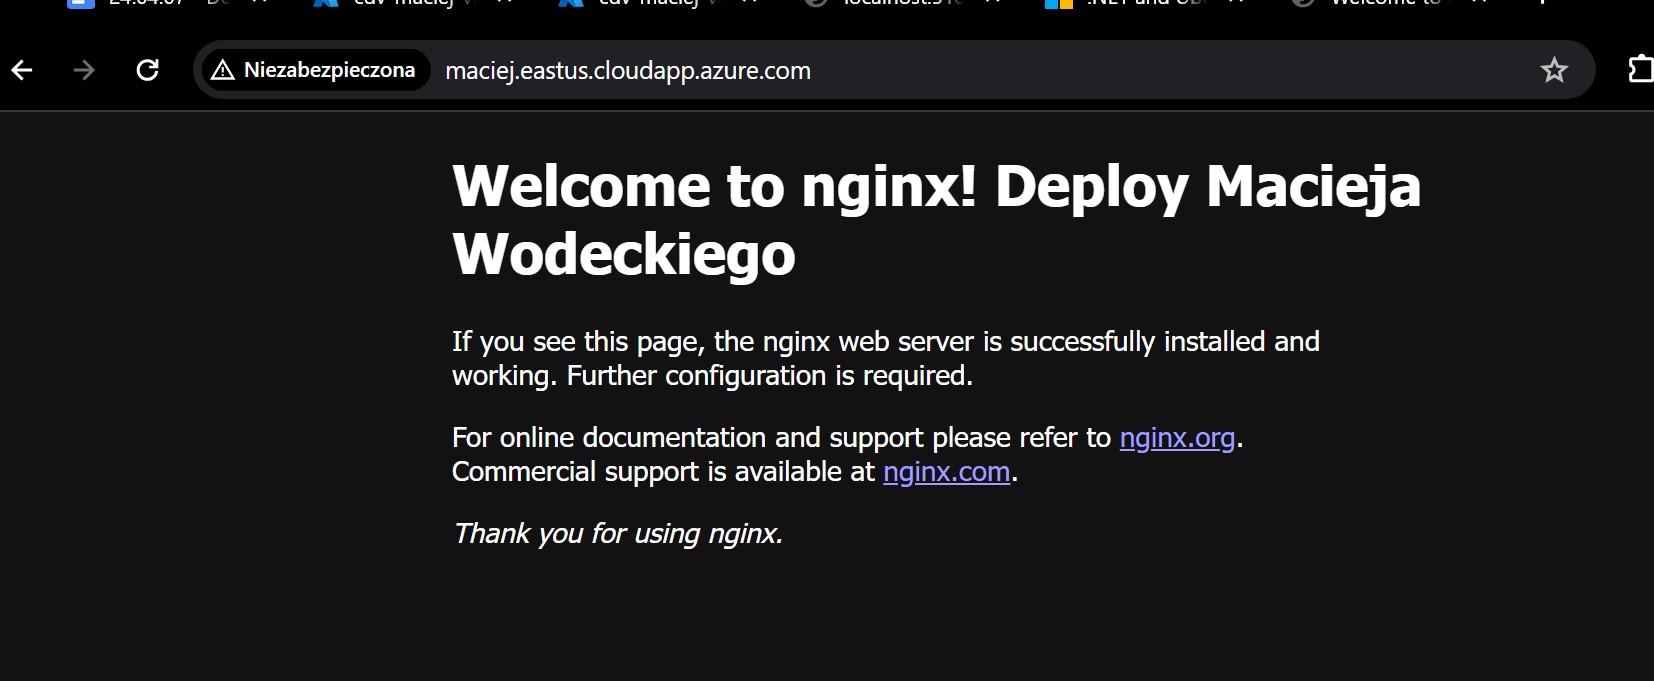 Niezabezpieczona maciej.eastus.cloudapp.azure.com
Welcome to nginx! Deploy Macieja
Wodeckiego
If you see this page, the nginx web server is successfully installed and
working. Further configuration is required.
For online documentation and support please refer to nginx.org.
Commercial support is available at nginx.com.
Thank you for using nginx.